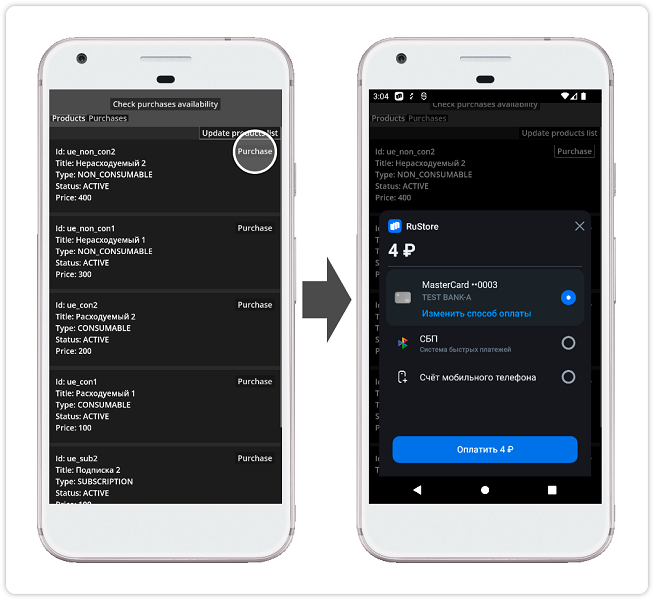 Check purchases availability
Products Purchases
Update products list
Id: ue_non_con2
Purchase
Title: Нерасходуемый 2
Type: NON_CONSUMABLE
Status: ACTIVE
Price: 400
Id: ue_non_con1
Purchase
Title: Нерасходуемый 1
Type: NON_CONSUMABLE
Status: ACTIVE
Price: 300
Id: ue_con2
Purchase
Title: Расходуемый 2
Type: CONSUMABLE
Status: ACTIVE
Price: 200
Id: ue_con1
Purchase
Title: Расходуемый 1
Type: CONSUMABLE
Status: ACTIVE
Price: 100
Id: ue_sub2
Purchase
Title: Подписка 2
Type: SUBSCRIPTION
Status: ACTIVE
Price: 100
3:04
Check purchases availability
Products Purchases
Update products list
Id: ue_non_con2
Purchase
Title: Нерасходуемый 2
Type: NON_CONSUMABLE
Status: ACTIVE
Price: 400
RuStore
4 ₽
MasterCard ••0003
TEST BANK-A
Изменить способ оплаты
СБП
Система быстрых платежей
Счёт мобильного телефона
Оплатить 4 ₽